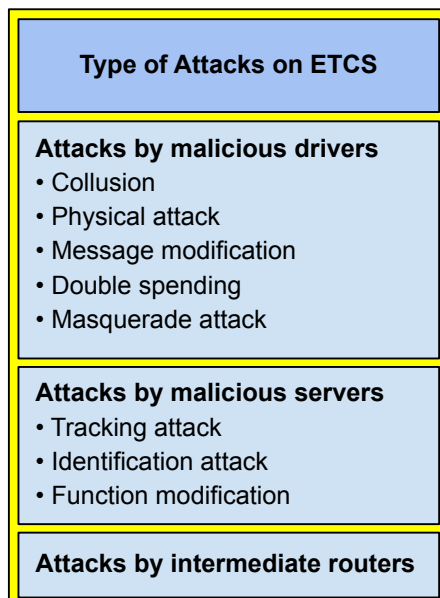 Type of Attacks on ETCS
Attacks by malicious drivers
• Collusion
• Physical attack
• Message modification
• Double spending
• Masquerade attack
Attacks by malicious servers
• Tracking attack
• Identification attack
• Function modification
Attacks by intermediate routers